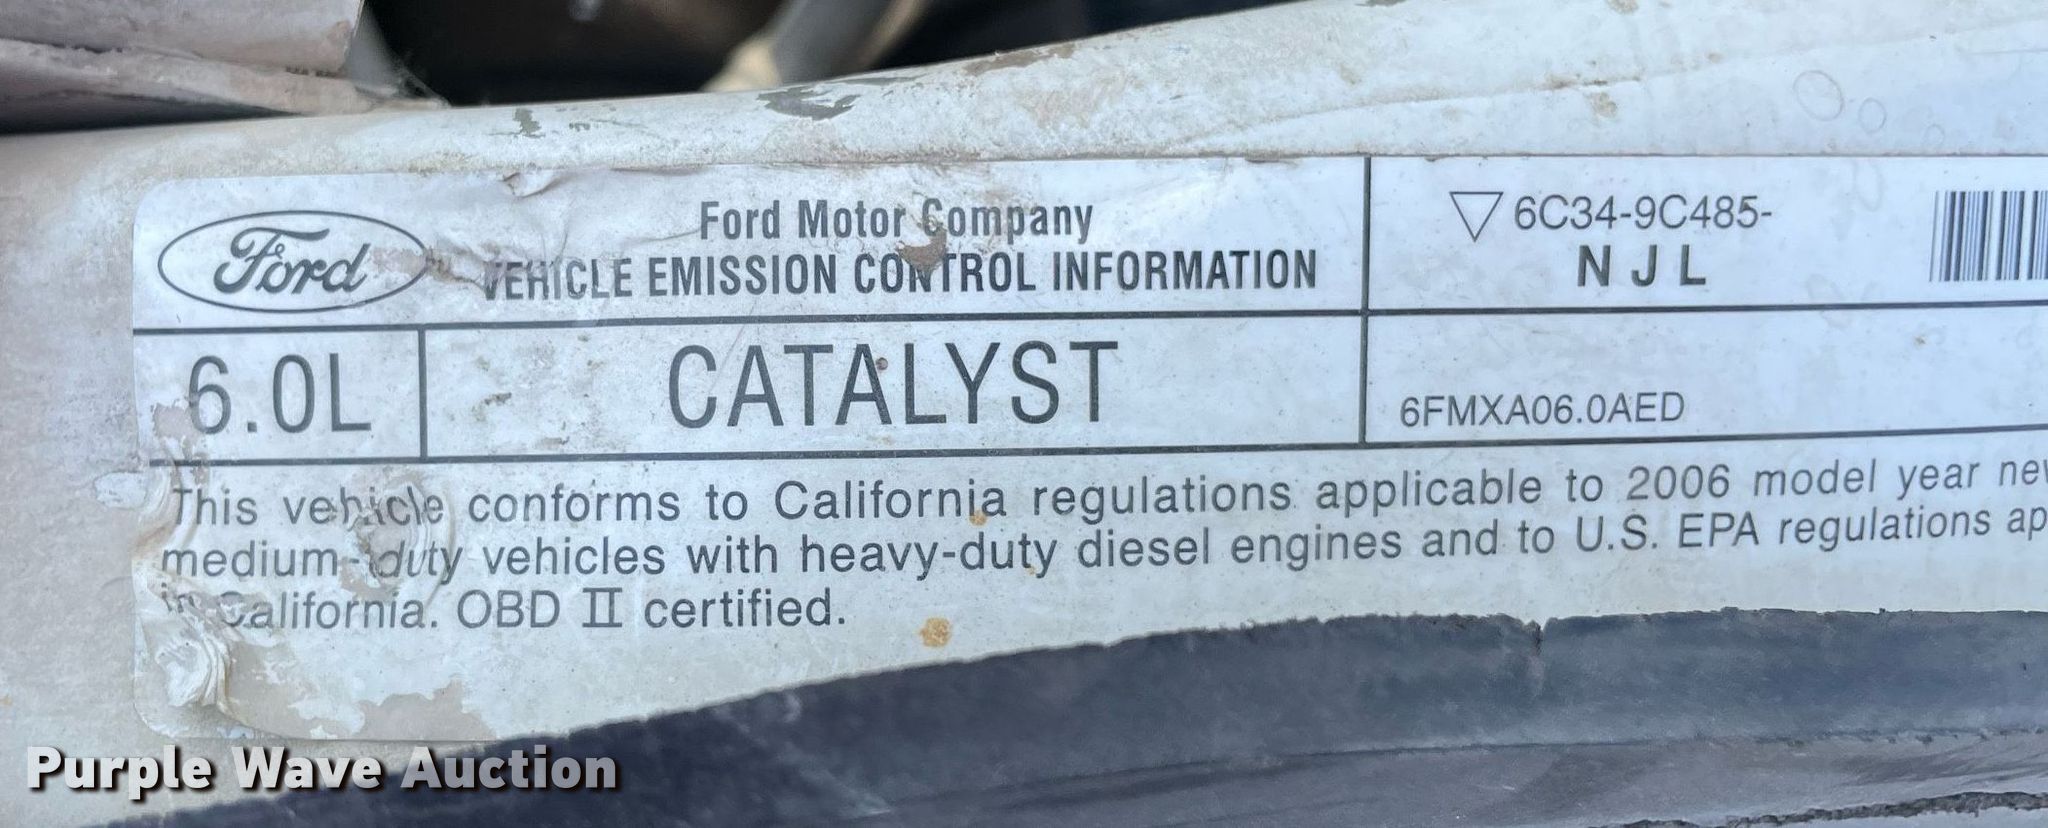 Ford
Ford Motor Company
VEHICLE EMISSION CONTROL INFORMATION
▽ 6C34-9C485-
N J L
6.0L
CATALYST
6FMXA06.0AED
This vehicle conforms to California regulations applicable to 2006 model year
medium-duty vehicles with heavy-duty diesel engines and to U.S. EPA regulations
in California. OBD II certified.
Purple Wave Auction